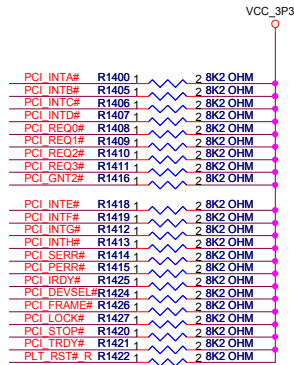 VCC_3P3
PCI_INTA# R1400 1 2 8K2 OHM
PCI_INTB# R1405 1 2 8K2 OHM
PCI_INTC# R1406 1 2 8K2 OHM
PCI_INTD# R1407 1 2 8K2 OHM
PCI_REQ0# R1408 1 2 8K2 OHM
PCI_REQ1# R1409 1 2 8K2 OHM
PCI_REQ2# R1410 1 2 8K2 OHM
PCI_REQ3# R1411 1 2 8K2 OHM
PCI_GNT2# R1416 1 2 8K2 OHM
PCI_INTE# R1418 1 2 8K2 OHM
PCI_INTF# R1419 1 2 8K2 OHM
PCI_INTG# R1412 1 2 8K2 OHM
PCI_INTH# R1413 1 2 8K2 OHM
PCI_SERR# R1414 1 2 8K2 OHM
PCI_PERR# R1415 1 2 8K2 OHM
PCI_IRDY# R1425 1 2 8K2 OHM
PCI_DEVSEL# R1424 1 2 8K2 OHM
PCI_FRAME# R1426 1 2 8K2 OHM
PCI_LOCK# R1427 1 2 8K2 OHM
PCI_STOP# R1420 1 2 8K2 OHM
PCI_TRDY# R1421 1 2 8K2 OHM
PLT_RST#_R R1422 1 2 8K2 OHM